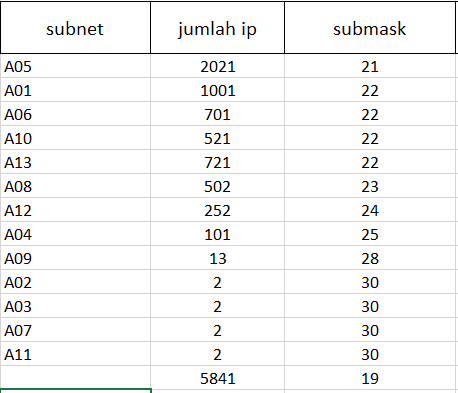 subnet jumlah ip submask
A05 2021 21
A01 1001 22
A06 701 22
A10 521 22
A13 721 22
A08 502 23
A12 252 24
A04 101 25
A09 13 28
A02 2 30
A03 2 30
A07 2 30
A11 2 30
5841 19